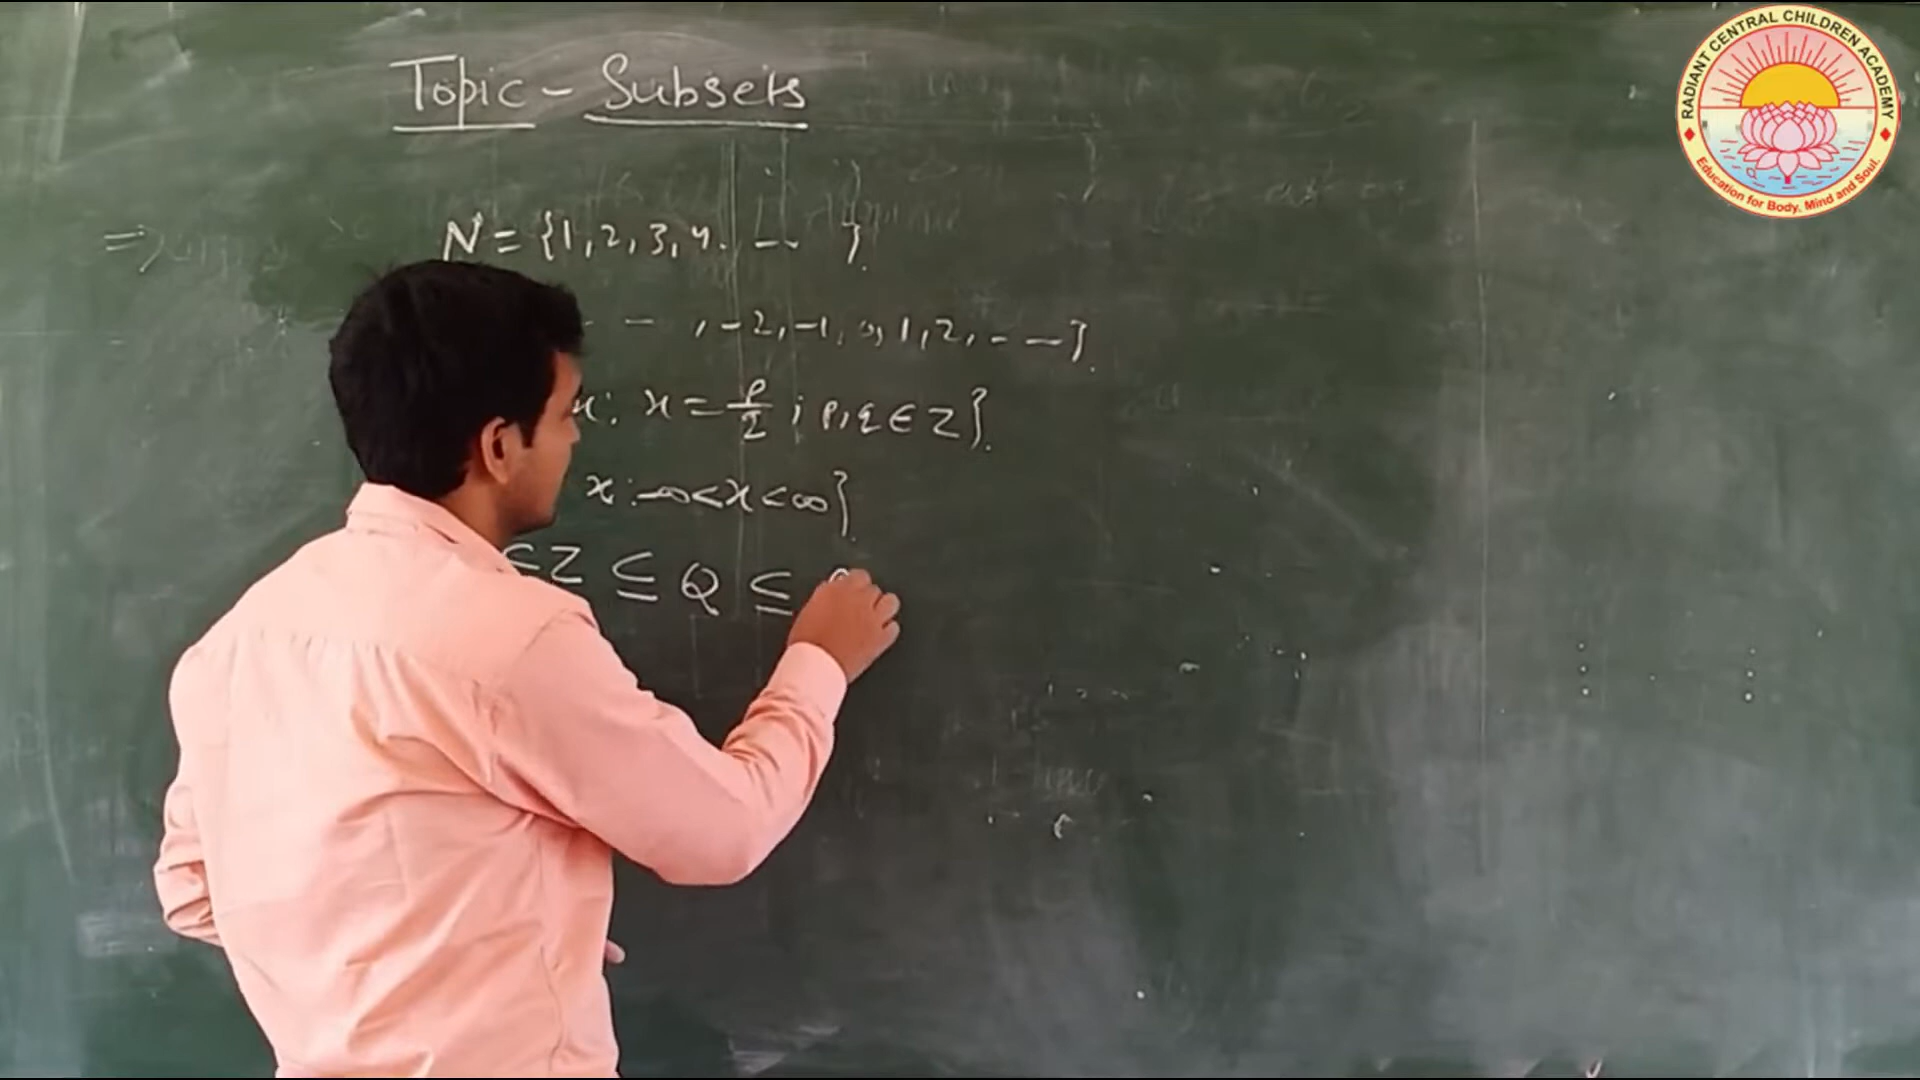 Topic - Subsets
RADIANT CENTRAL CHILDREN ACADEMY
Education for Body, Mind and Soul.
⇒ N = {1, 2, 3, 4. -- }.
- - , -2, -1, 0, 1, 2, - - }.
x : x = p/q ; p, q ∈ Z }.
x : -∞ < x < ∞ }.
⊆ Z ⊆ Q ⊆